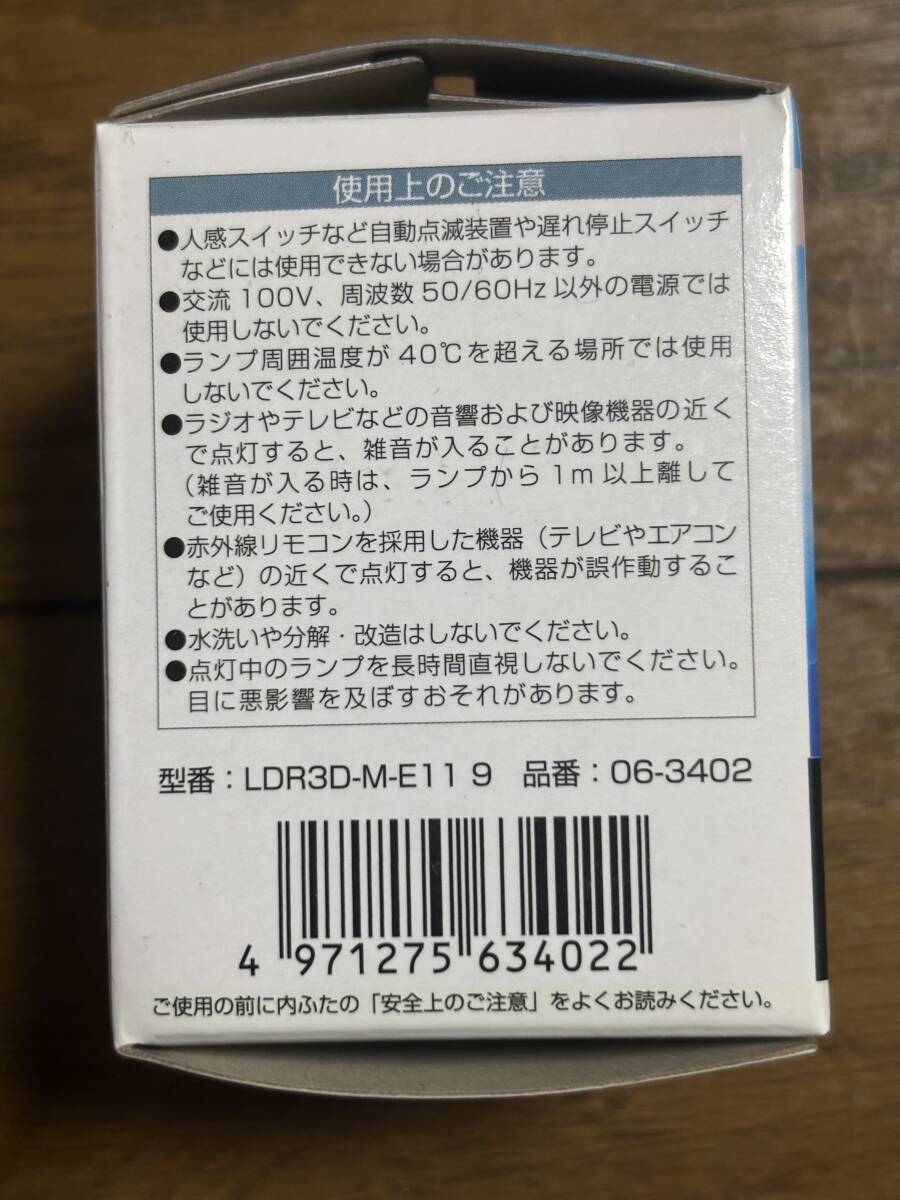 使用上のご注意
●人感スイッチなど自動点滅装置や遅れ停止スイッチ
などには使用できない場合があります。
●交流100V、周波数50/60Hz以外の電源では
使用しないでください。
●ランプ周囲温度が40℃を超える場所では使用
しないでください。
●ラジオやテレビなどの音響および映像機器の近く
で点灯すると、雑音が入ることがあります。
（雑音が入る時は、ランプから1m以上離して
ご使用ください。）
●赤外線リモコンを採用した機器（テレビやエアコン
など）の近くで点灯すると、機器が誤作動するこ
とがあります。
●水洗いや分解・改造はしないでください。
●点灯中のランプを長時間直視しないでください。
目に悪影響を及ぼすおそれがあります。
型番：LDR3D-M-E11 9 品番：06-3402
4 971275 634022
ご使用の前に内ふたの「安全上のご注意」をよくお読みください。